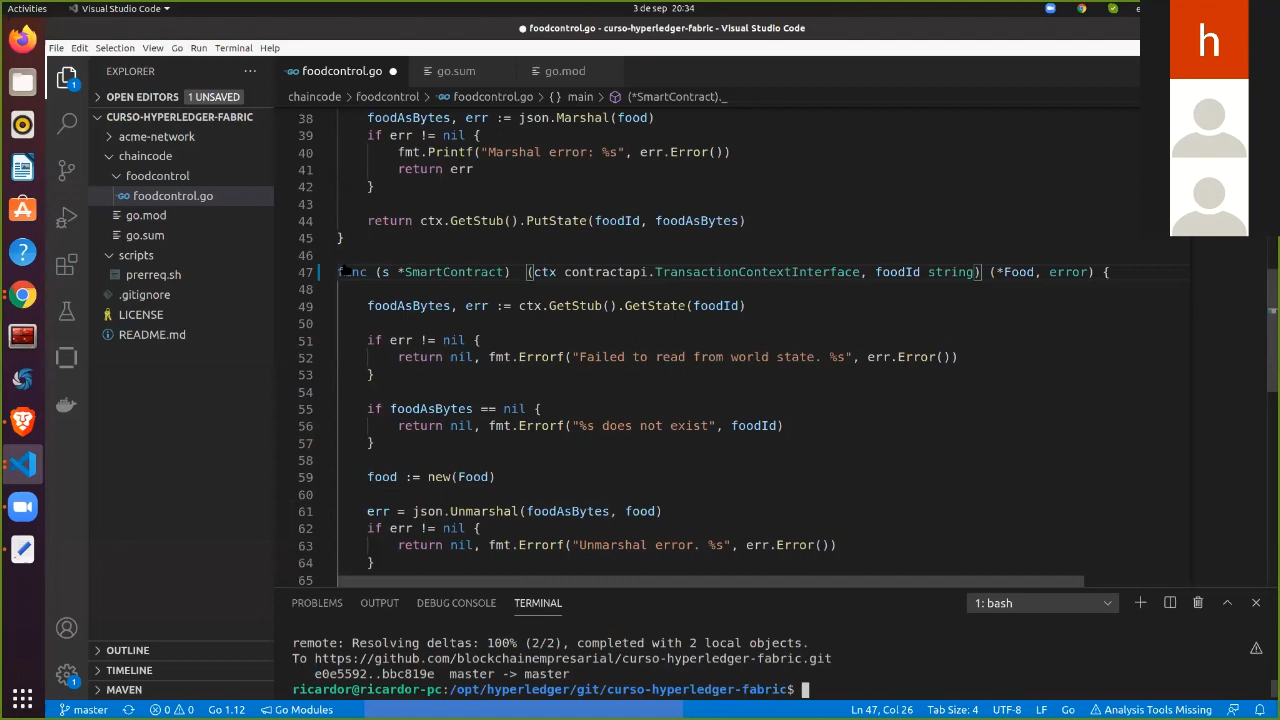 Activities
Visual Studio Code
3 de sep 20:34
en
foodcontrol.go - curso-hyperledger-fabric - Visual Studio Code
File Edit Selection View Go Run Terminal Help
h
EXPLORER
foodcontrol.go
go.sum
go.mod
OPEN EDITORS 1 UNSAVED
chaincode > foodcontrol > foodcontrol.go > {} main > (*SmartContract)._
CURSO-HYPERLEDGER-FABRIC
acme-network
chaincode
foodcontrol
foodcontrol.go
go.mod
go.sum
scripts
prereq.sh
.gitignore
LICENSE
README.md
38 foodAsBytes, err := json.Marshal(food)
39 if err != nil {
40 fmt.Printf("Marshal error: %s", err.Error())
41 return err
42 }
43
44 return ctx.GetStub().PutState(foodId, foodAsBytes)
45 }
46
47 func (s *SmartContract)  (ctx contractapi.TransactionContextInterface, foodId string) (*Food, error) {
48
49 foodAsBytes, err := ctx.GetStub().GetState(foodId)
50
51 if err != nil {
52 return nil, fmt.Errorf("Failed to read from world state. %s", err.Error())
53 }
54
55 if foodAsBytes == nil {
56 return nil, fmt.Errorf("%s does not exist", foodId)
57 }
58
59 food := new(Food)
60
61 err = json.Unmarshal(foodAsBytes, food)
62 if err != nil {
63 return nil, fmt.Errorf("Unmarshal error. %s", err.Error())
64 }
65
PROBLEMS OUTPUT DEBUG CONSOLE TERMINAL
1: bash
remote: Resolving deltas: 100% (2/2), completed with 2 local objects.
To https://github.com/blockchainempresarial/curso-hyperledger-fabric.git
e0e5592..bbc819e master -> master
ricardor@ricardor-pc:/opt/hyperledger/git/curso-hyperledger-fabric$
OUTLINE
TIMELINE
MAVEN
1
1
master
0 0
Go 1.12
Go Modules
Ln 47, Col 26
Tab Size: 4
UTF-8
LF
Go
Analysis Tools Missing